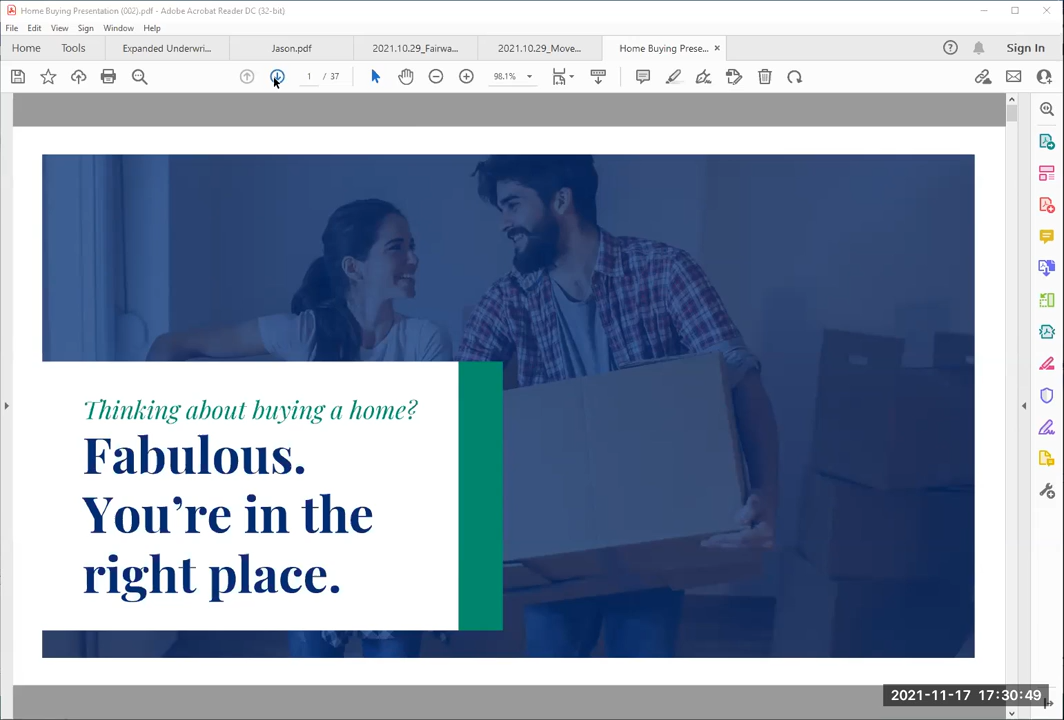 Home Buying Presentation (002).pdf - Adobe Acrobat Reader DC (32-bit)
File Edit View Sign Window Help
Home Tools Expanded Underwri... Jason.pdf 2021.10.29_Fairwa... 2021.10.29_Move... Home Buying Prese... × Sign In
1 / 37 98.1%
Thinking about buying a home?
Fabulous.
You're in the
right place.
2021-11-17 17:30:49